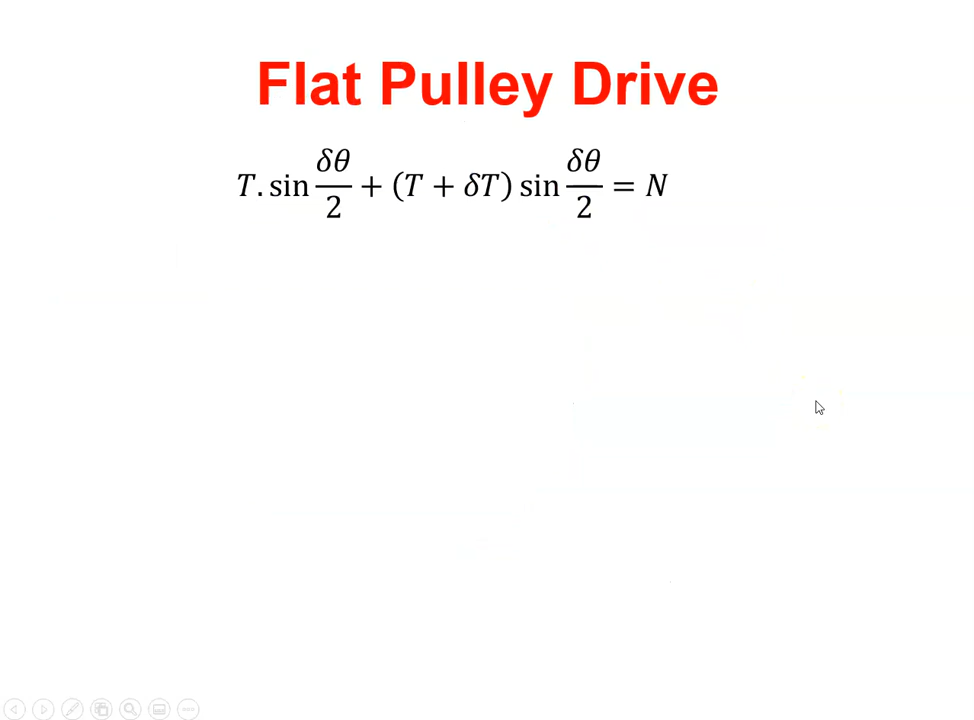 Flat Pulley Drive
T. sin δθ/2 + (T + δT) sin δθ/2 = N